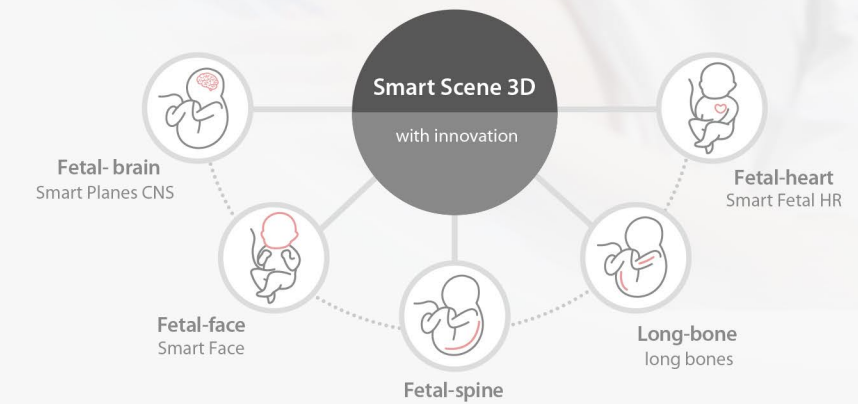 Smart Scene 3D
with innovation
Fetal- brain
Smart Planes CNS
Fetal-face
Smart Face
Fetal-spine
Long-bone
long bones
Fetal-heart
Smart Fetal HR